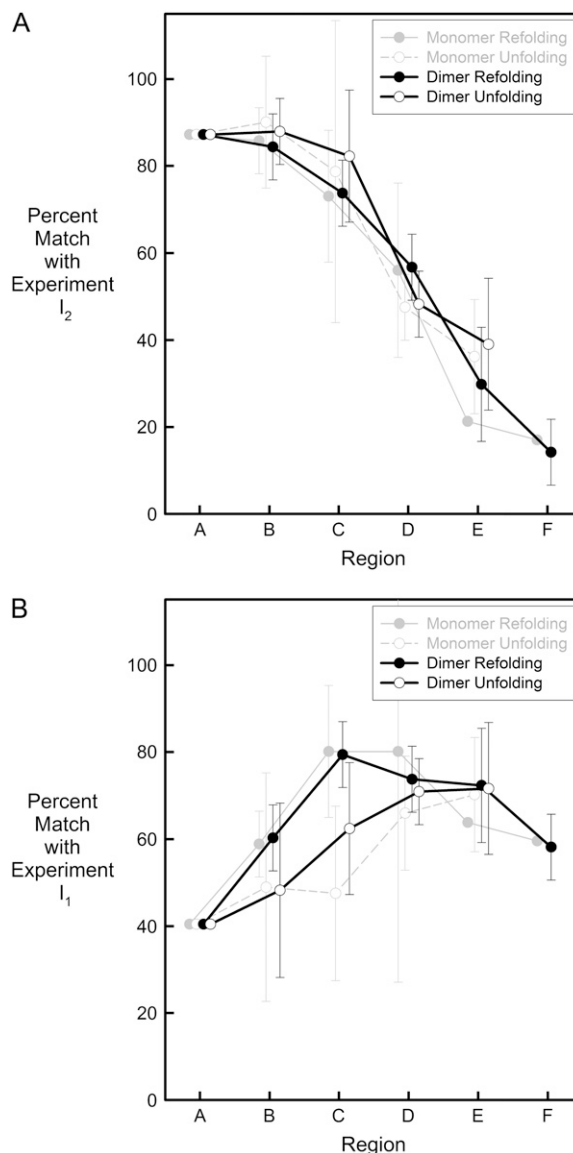 A
Monomer Refolding
Monomer Unfolding
Dimer Refolding
Dimer Unfolding
100
80
60
40
20
0
Percent
Match
with
Experiment
I₂
A B C D E F
Region
B
Monomer Refolding
Monomer Unfolding
Dimer Refolding
Dimer Unfolding
100
80
60
40
20
0
Percent
Match
with
Experiment
I₁
A B C D E F
Region